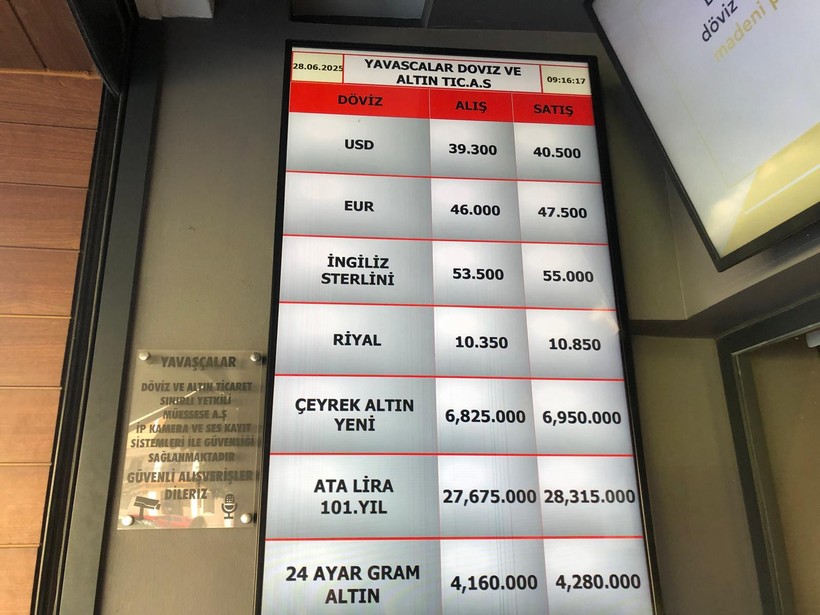 28.06.2025
YAVASCALAR DOVIZ VE
ALTIN TIC.A.S
09:16:17
DÖVİZ ALIŞ SATIŞ
USD 39.300 40.500
EUR 46.000 47.500
İNGİLİZ
STERLİNİ 53.500 55.000
RİYAL 10.350 10.850
ÇEYREK ALTIN
YENİ 6,825.000 6,950.000
ATA LİRA
101.YIL 27,675.000 28,315.000
24 AYAR GRAM
ALTIN 4,160.000 4,280.000
YAVAŞÇALAR
DÖVİZ VE ALTIN TİCARET
SINIRLI YETKİLİ
MÜESSESE A.Ş
IP KAMERA VE SES KAYIT
SİSTEMLERİ İLE GÜVENLİĞİ
SAĞLANMAKTADIR
GÜVENLİ ALIŞVERİŞLER
DİLERİZ
döviz
madeni